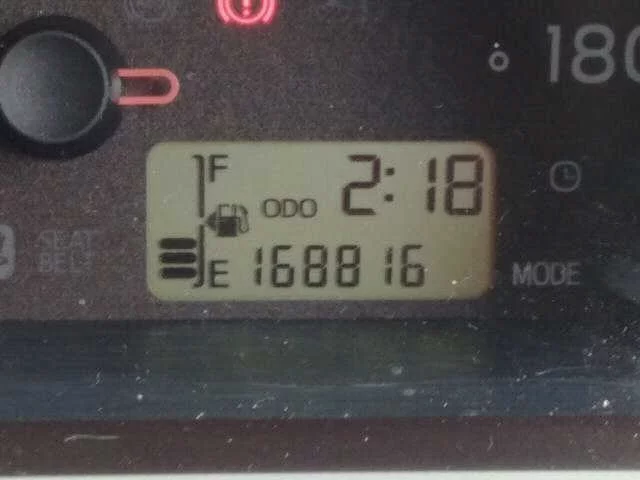 180
F
2:18
ODO
SEAT
BELT
E 168816
MODE